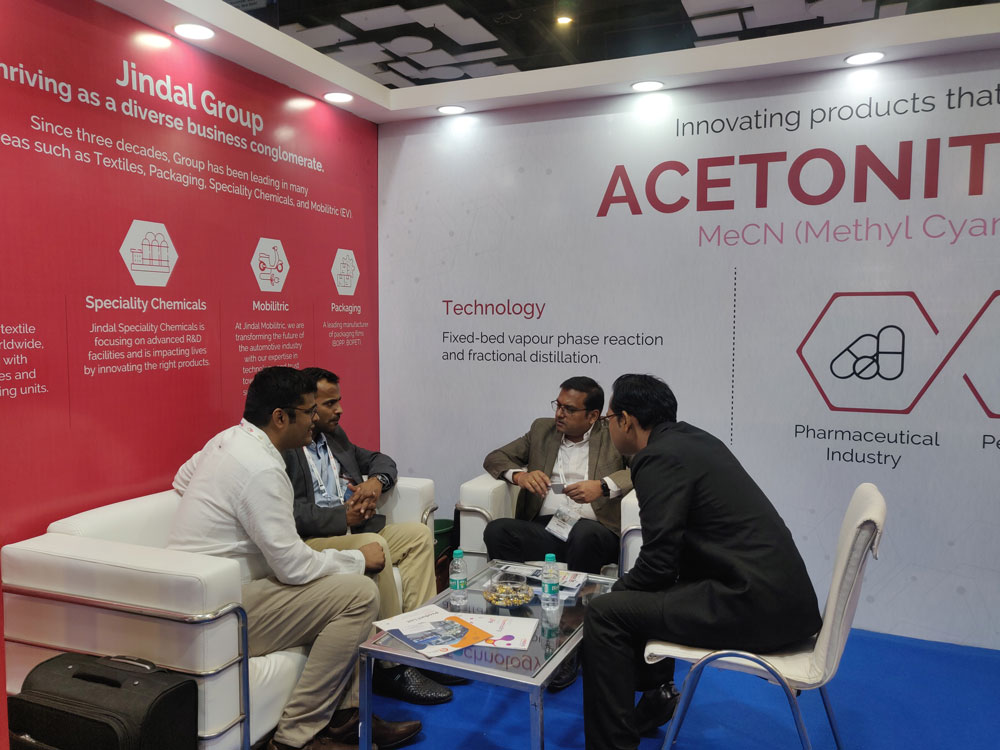 Jindal Group
hriving as a diverse business conglomerate.
Since three decades, Group has been leading in many
eas such as Textiles, Packaging, Speciality Chemicals, and Mobilitric (EV).
textile
rldwide,
with
es and
ing units.
Speciality Chemicals
Jindal Speciality Chemicals is
focusing on advanced R&D
facilities and is impacting lives
by innovating the right products.
Mobilitric
At Jindal Mobilitric, we are
transforming the future of
the automotive industry
with our expertise in
Packaging
A leading manufacturer
of packaging films
(BOPP, BOPET).
Innovating products that
ACETONIT
MeCN (Methyl Cyan
Technology
Fixed-bed vapour phase reaction
and fractional distillation.
Pharmaceutical
Industry
Pe